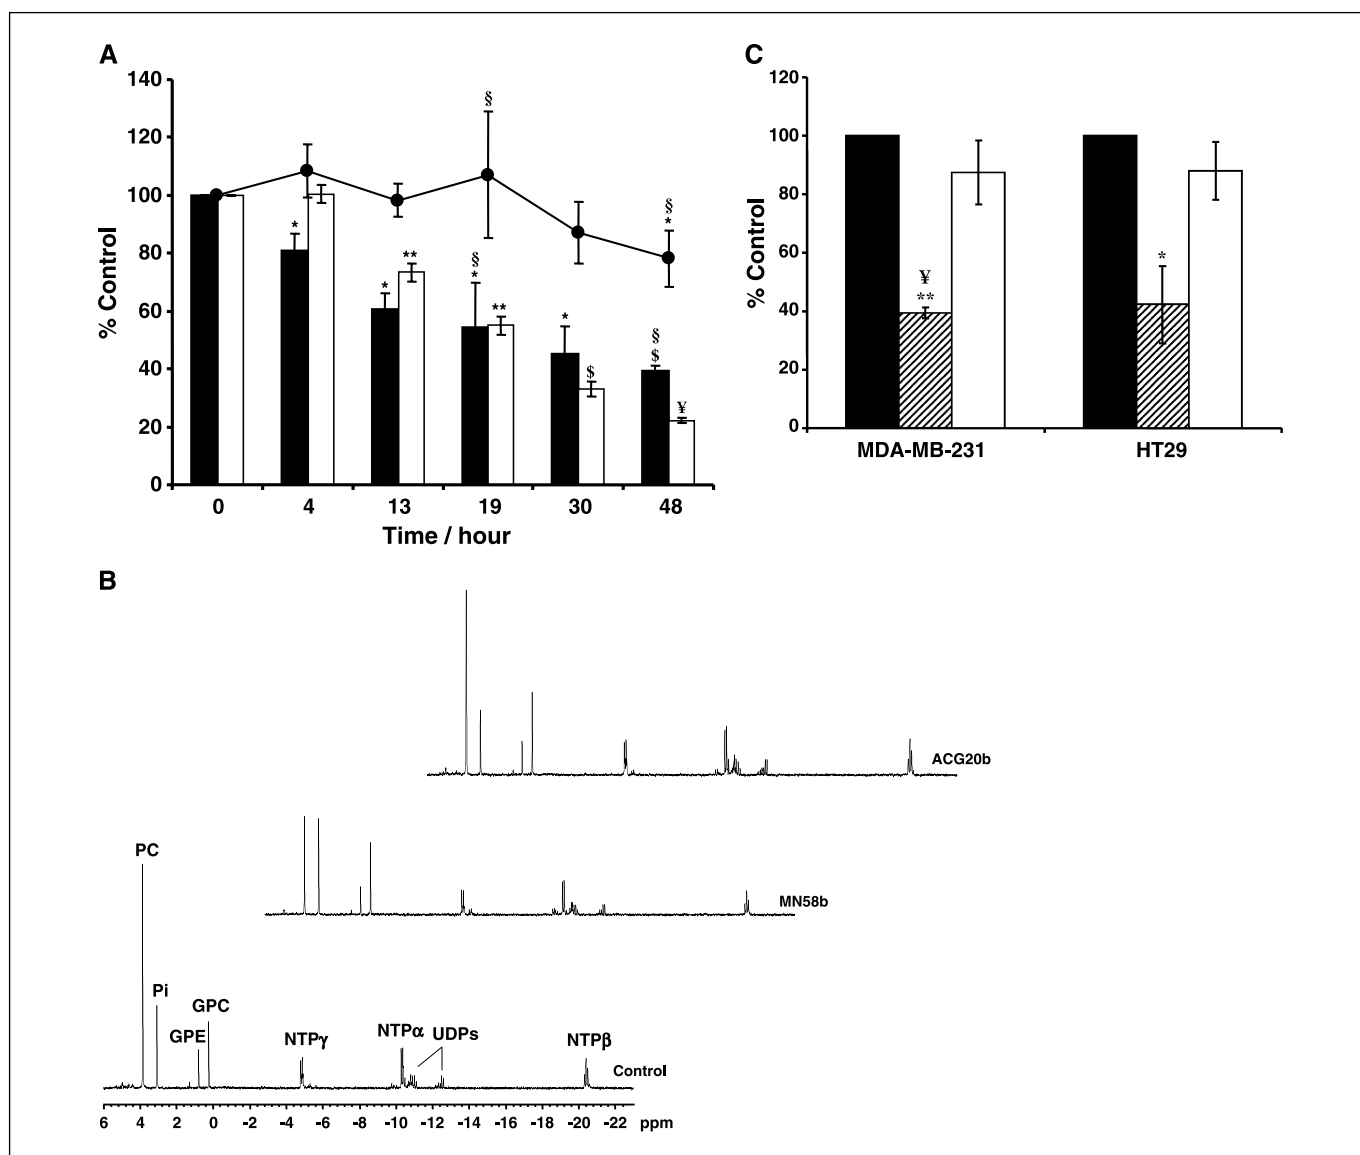 A
140
120
100
80
60
40
20
0
% Control
§
*
*
**
§
*
**
*
$
§
*
§
$
¥
0 4 13 19 30 48
Time / hour
C
120
100
80
60
40
20
0
% Control
¥
**
*
MDA-MB-231 HT29
B
ACG20b
MN58b
PC
Pi
GPE
GPC
NTPγ
NTPα
UDPs
NTPβ
Control
6 4 2 0 -2 -4 -6 -8 -10 -12 -14 -16 -18 -20 -22 ppm